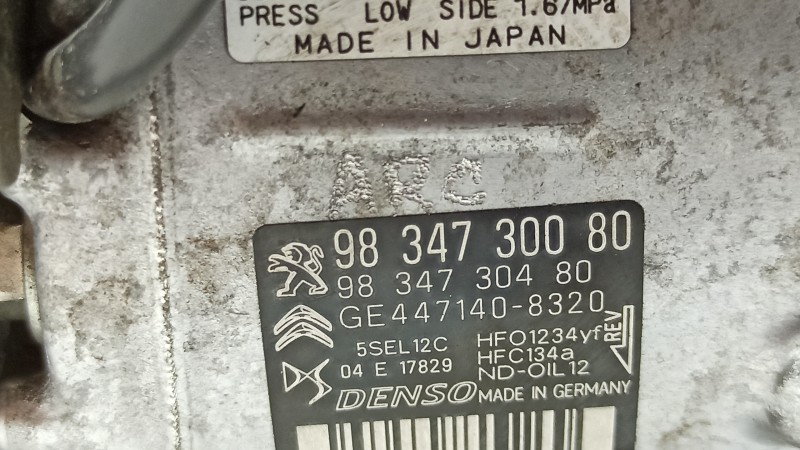 PRESS LOW SIDE 1.67MPa
MADE IN JAPAN
ARC
98 347 300 80
98 347 304 80
GE447140-8320
5SEL12C HFO1234yf
04 E 17829 HFC134a
ND-OIL12
REV
DENSO MADE IN GERMANY